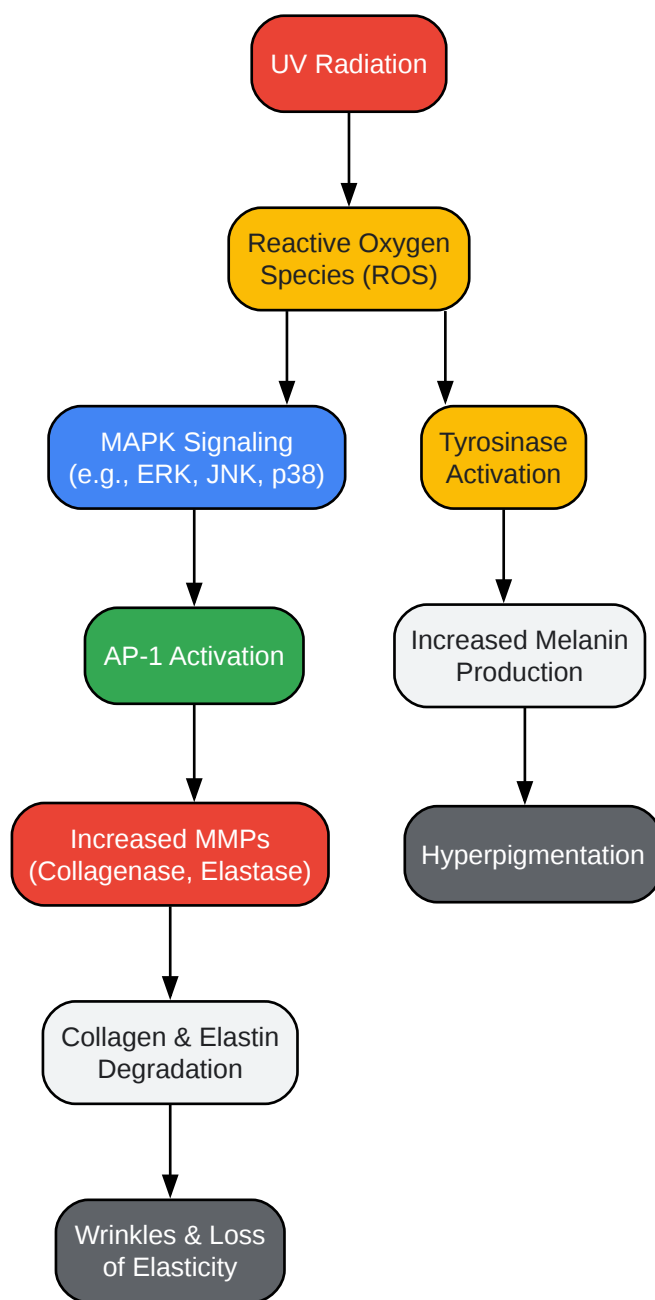 UV Radiation
Reactive Oxygen
Species (ROS)
MAPK Signaling
(e.g., ERK, JNK, p38)
Tyrosinase
Activation
AP-1 Activation
Increased Melanin
Production
Increased MMPs
(Collagenase, Elastase)
Hyperpigmentation
Collagen & Elastin
Degradation
Wrinkles & Loss
of Elasticity